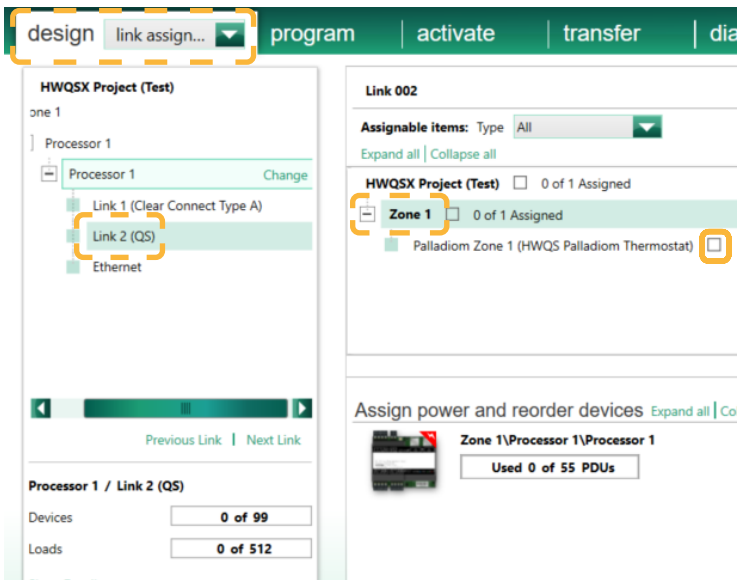 design link assign... program activate transfer dia
HWQSX Project (Test)
one 1
Processor 1
Processor 1 Change
Link 1 (Clear Connect Type A)
Link 2 (QS)
Ethernet
Previous Link | Next Link
Processor 1 / Link 2 (QS)
Devices 0 of 99
Loads 0 of 512
Link 002
Assignable items: Type All
Expand all | Collapse all
HWQSX Project (Test) 0 of 1 Assigned
Zone 1 0 of 1 Assigned
Palladiom Zone 1 (HWQS Palladiom Thermostat)
Assign power and reorder devices Expand all | Co
Zone 1\Processor 1\Processor 1
Used 0 of 55 PDUs